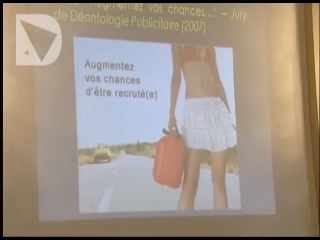 Augmentez vos chances..." – Jury
de Déontologie Publicitaire (2007)
Augmentez
vos chances
d'être recruté(e)